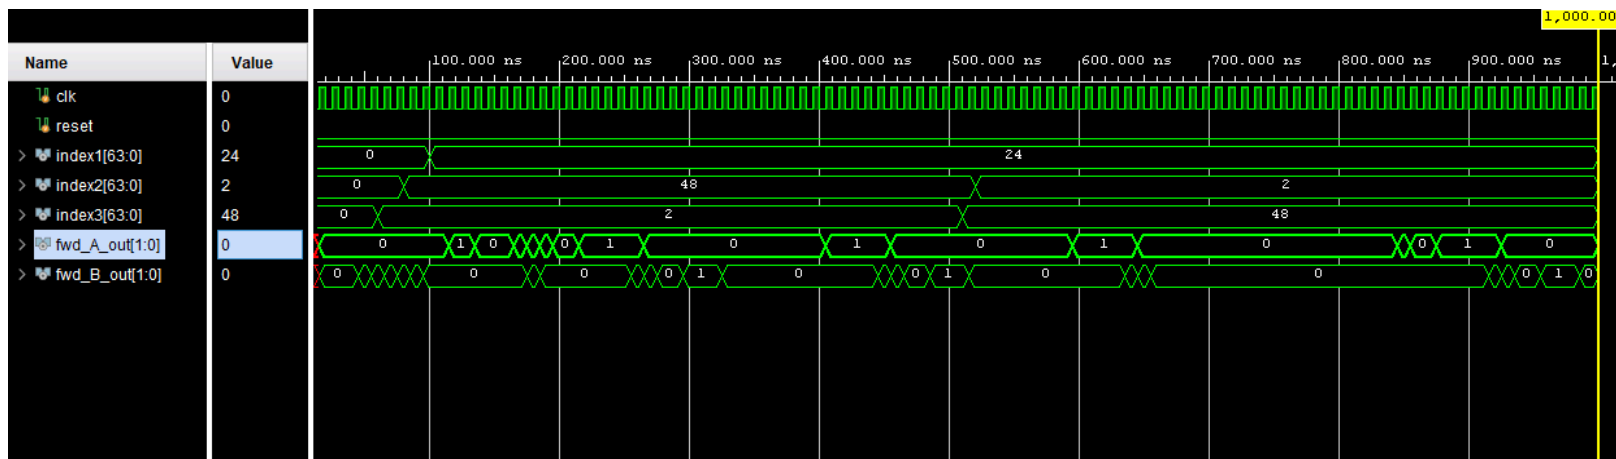 1,000.00
Name Value
100.000 ns 200.000 ns 300.000 ns 400.000 ns 500.000 ns 600.000 ns 700.000 ns 800.000 ns 900.000 ns 1,
clk 0
reset 0
index1[63:0] 24 0 24
index2[63:0] 2 0 48 2
index3[63:0] 48 0 2 48
fwd_A_out[1:0] 0 0 1 0 0 1 0 1 0 1 0 0 1 0
fwd_B_out[1:0] 0 0 0 0 0 1 0 0 1 0 0 0 1 0